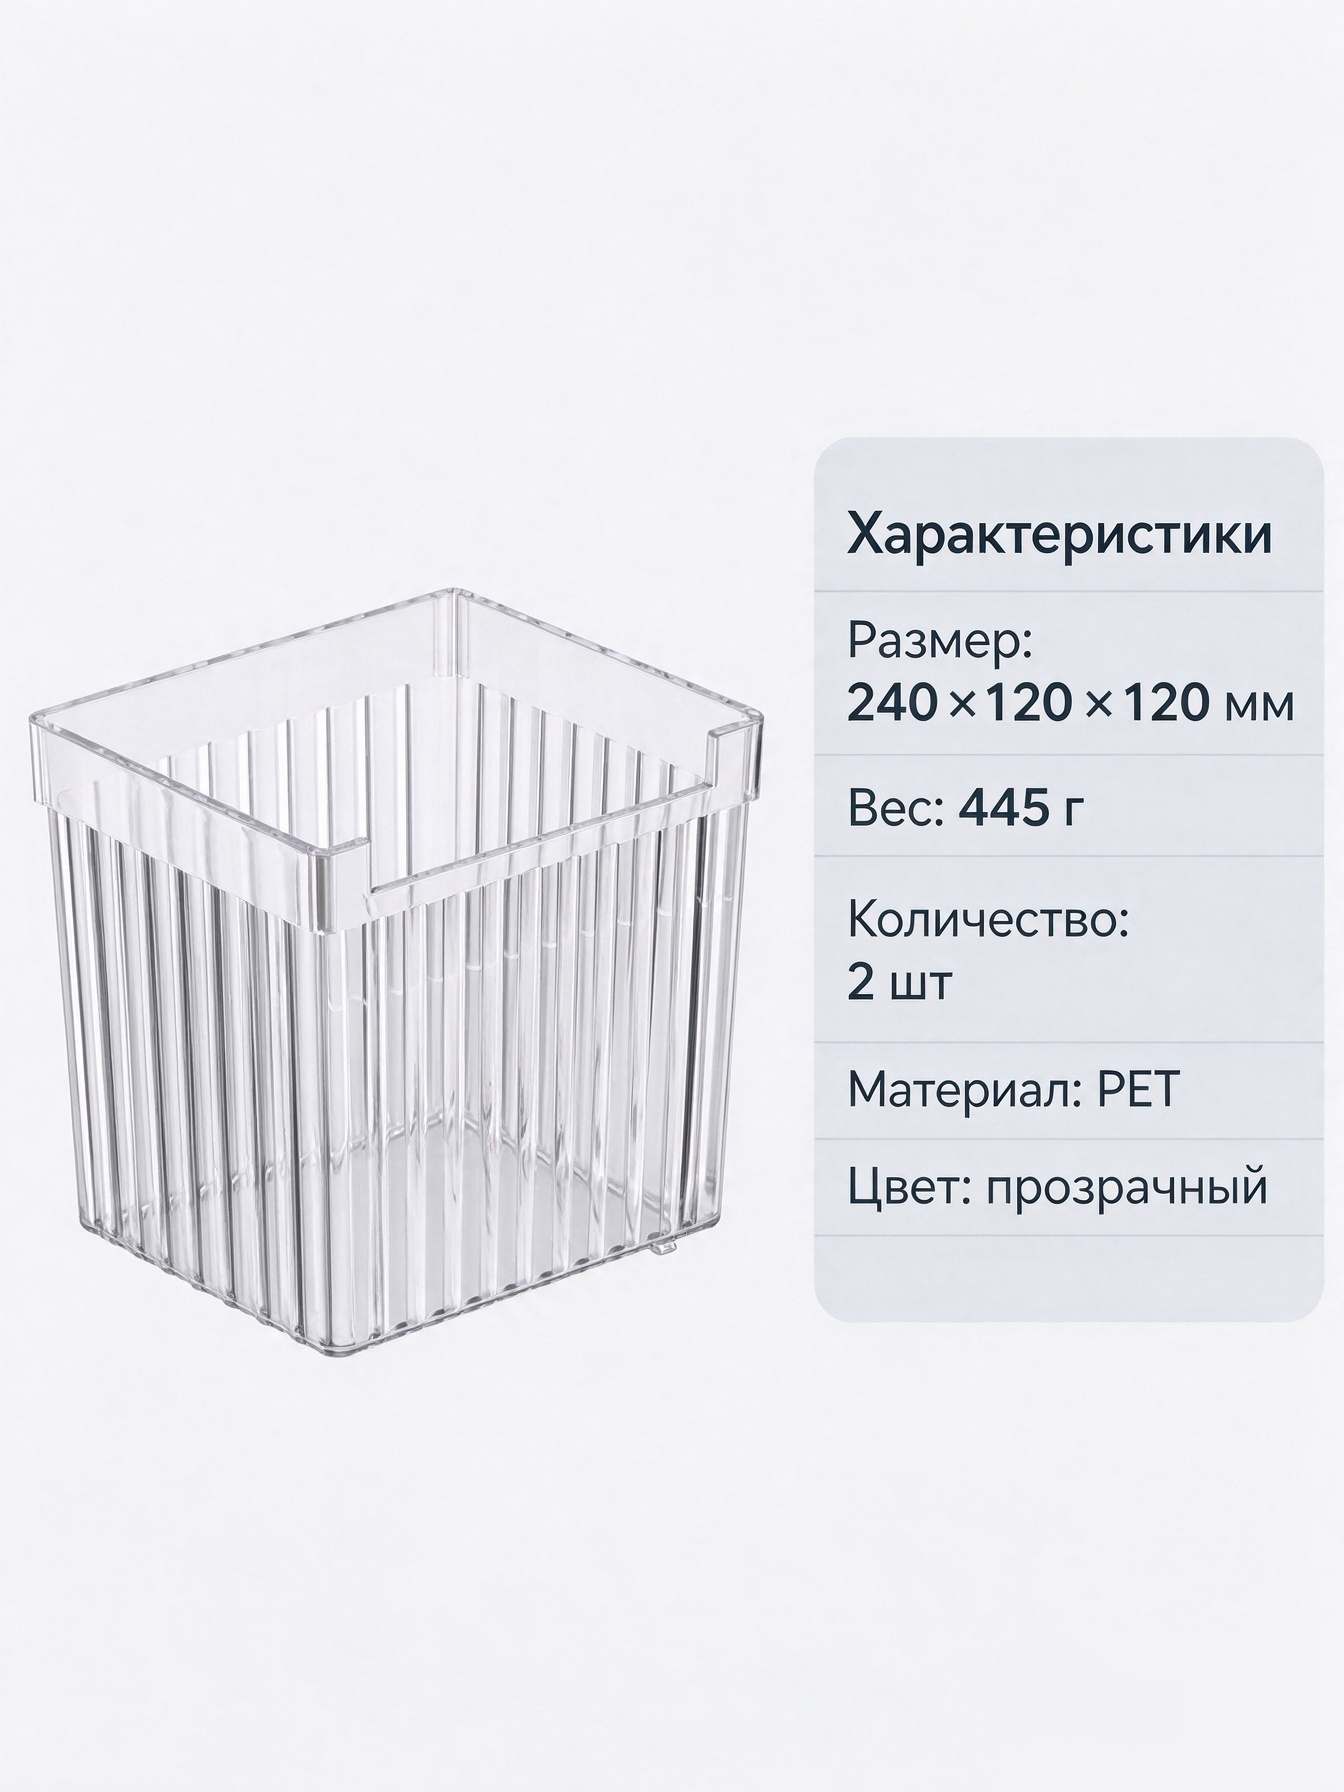 Характеристики
Размер:
240 × 120 × 120 мм
Вес: 445 г
Количество:
2 шт
Материал: PET
Цвет: прозрачный